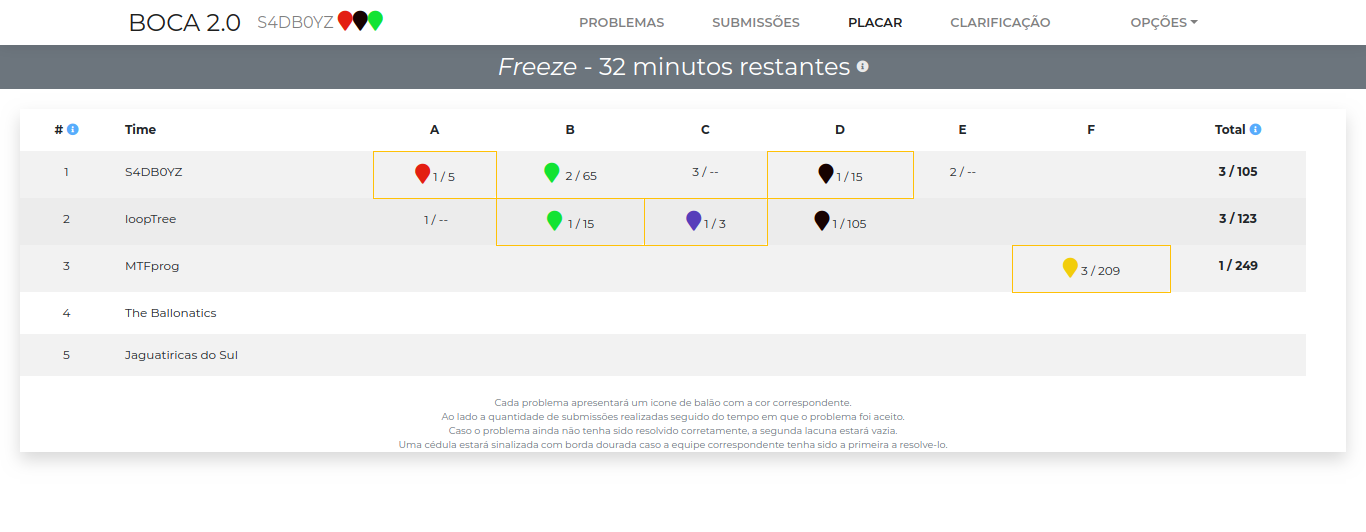 BOCA 2.0 S4DB0YZ PROBLEMAS SUBMISSÕES PLACAR CLARIFICAÇÃO OPÇÕES
Freeze - 32 minutos restantes
# Time A B C D E F Total
1 S4DB0YZ 1 / 5 2 / 65 3 / -- 1 / 15 2 / -- 3 / 105
2 loopTree 1 / -- 1 / 15 1 / 3 1 / 105 3 / 123
3 MTFprog 3 / 209 1 / 249
4 The Ballonatics
5 Jaguatiricas do Sul
Cada problema apresentará um icone de balão com a cor correspondente.
Ao lado a quantidade de submissões realizadas seguido do tempo em que o problema foi aceito.
Caso o problema ainda não tenha sido resolvido corretamente, a segunda lacuna estará vazia.
Uma cédula estará sinalizada com borda dourada caso a equipe correspondente tenha sido a primeira a resolve-lo.